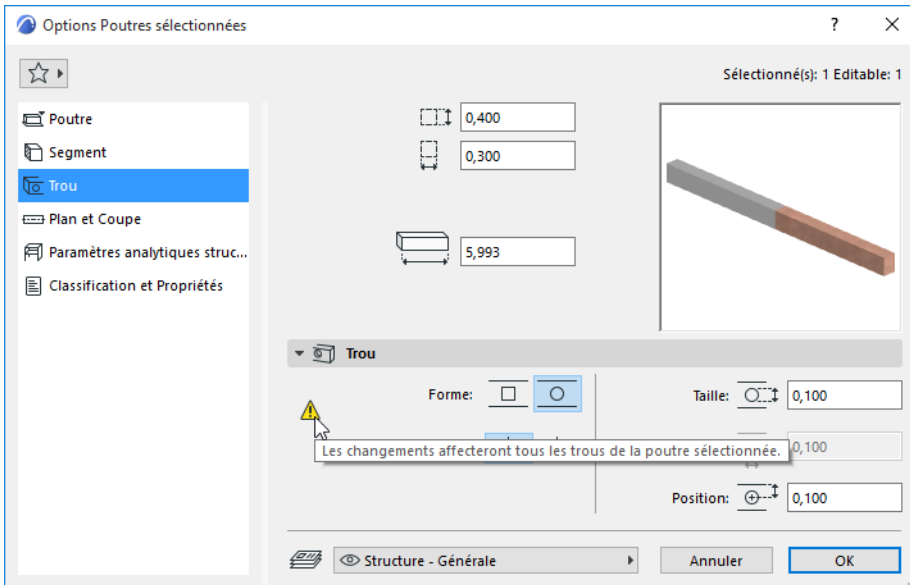 Options Poutres sélectionnées
?
Sélectionné(s): 1 Editable: 1
Poutre
Segment
Trou
Plan et Coupe
Paramètres analytiques struc...
Classification et Propriétés
0,400
0,300
5,993
Trou
Forme:
Taille: 0,100
Les changements affecteront tous les trous de la poutre sélectionnée.
0,100
Position: 0,100
Structure - Générale
Annuler
OK